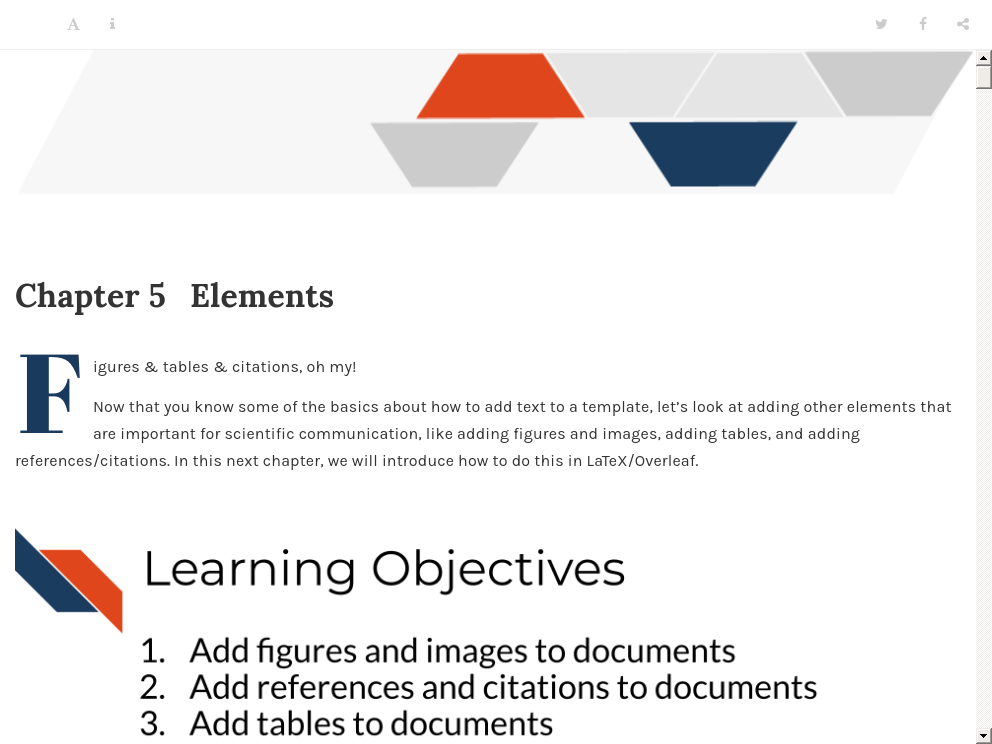 Chapter 5 Elements
Figures & tables & citations, oh my!
Now that you know some of the basics about how to add text to a template, let’s look at adding other elements that
are important for scientific communication, like adding figures and images, adding tables, and adding
references/citations. In this next chapter, we will introduce how to do this in LaTeX/Overleaf.
Learning Objectives
1. Add figures and images to documents
2. Add references and citations to documents
3. Add tables to documents